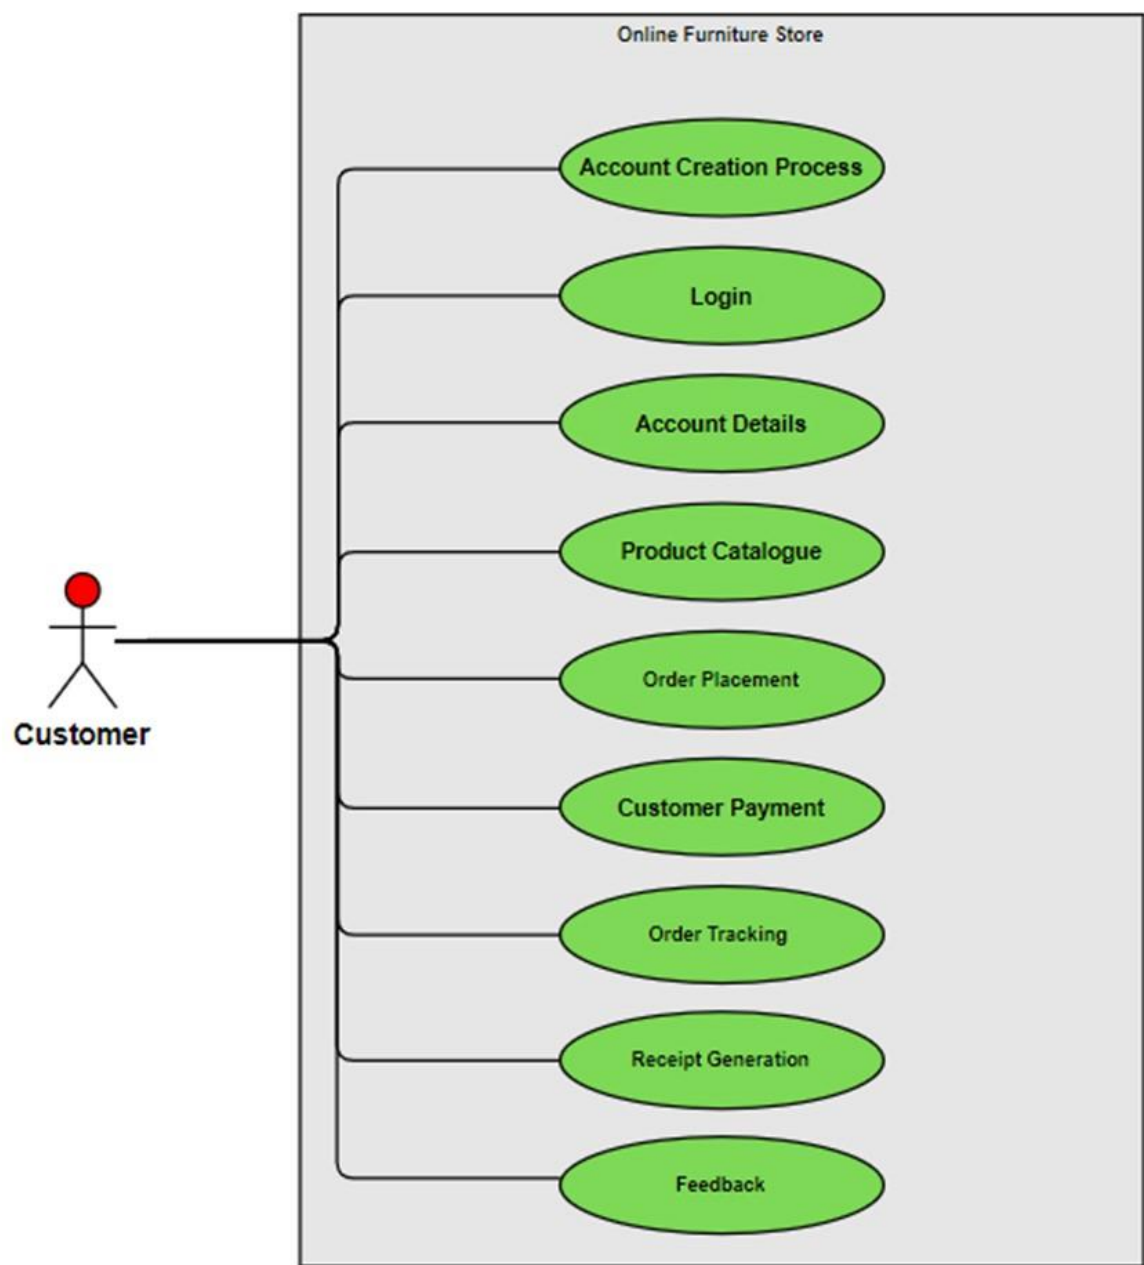 Online Furniture Store
Account Creation Process
Login
Account Details
Product Catalogue
Order Placement
Customer
Customer Payment
Order Tracking
Receipt Generation
Feedback